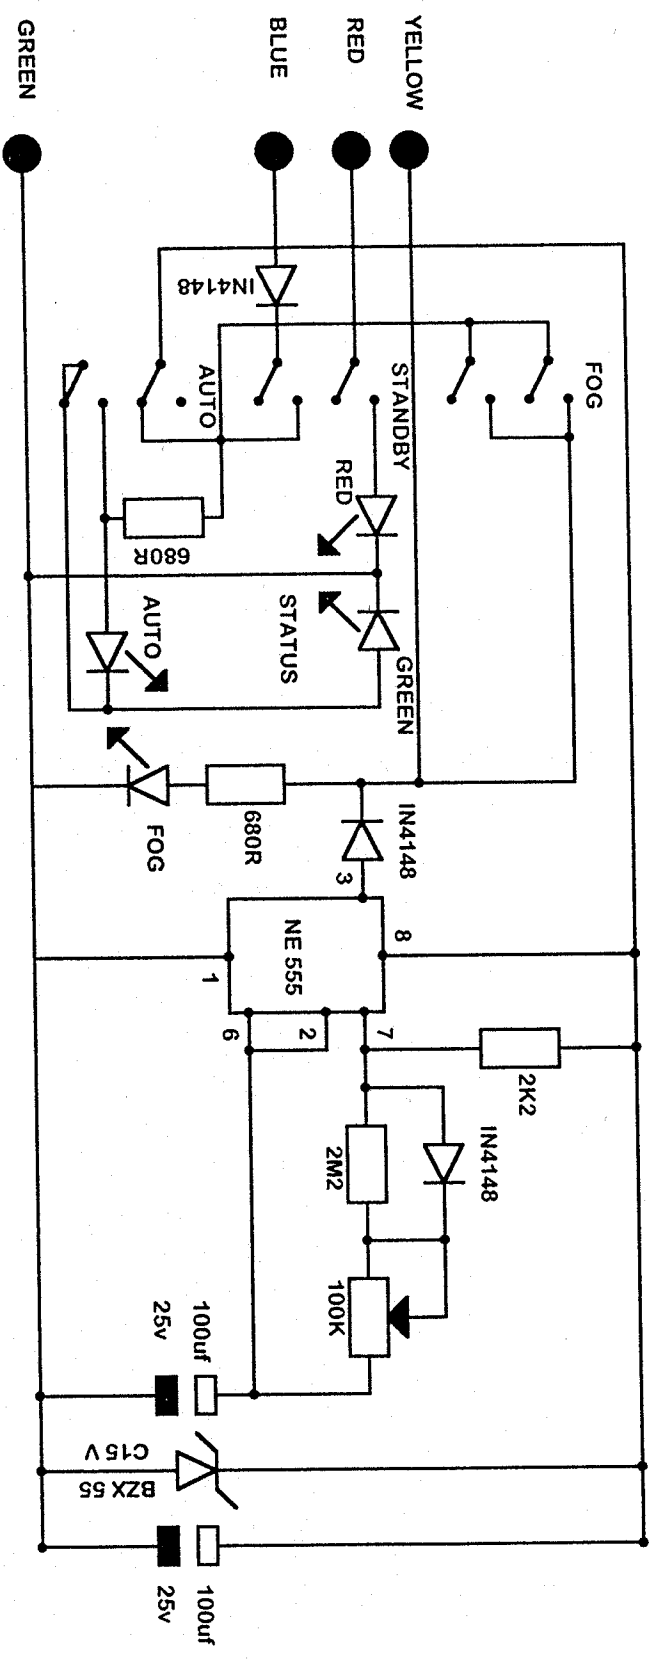 GREEN
BLUE
RED
YELLOW
IN4148
AUTO
STANDBY
FOG
RED
680R
AUTO
STATUS
GREEN
FOG
680R
IN4148
3
8
NE 555
1
6
2
7
2K2
IN4148
2M2
100K
100uf
25v
C15 V
BZX 55
100uf
25v